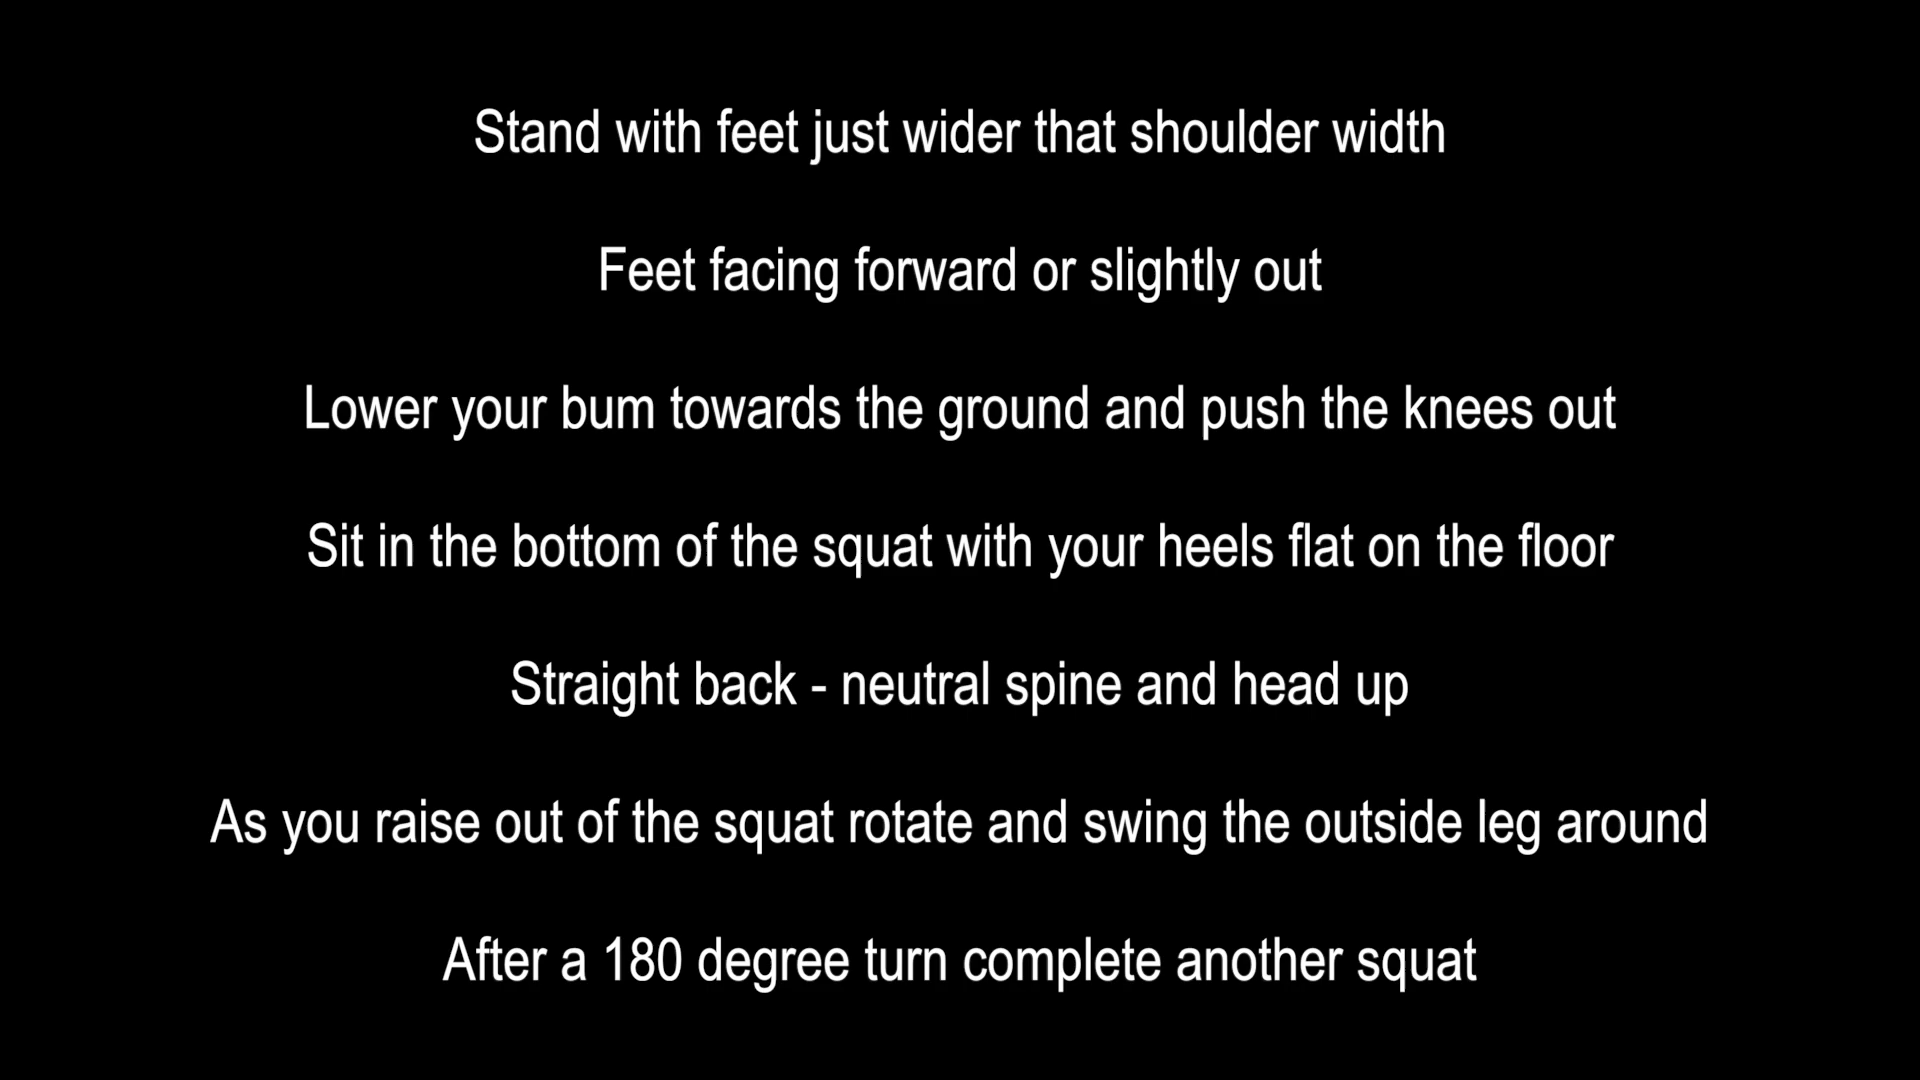 Stand with feet just wider that shoulder width
Feet facing forward or slightly out
Lower your bum towards the ground and push the knees out
Sit in the bottom of the squat with your heels flat on the floor
Straight back - neutral spine and head up
As you raise out of the squat rotate and swing the outside leg around
After a 180 degree turn complete another squat